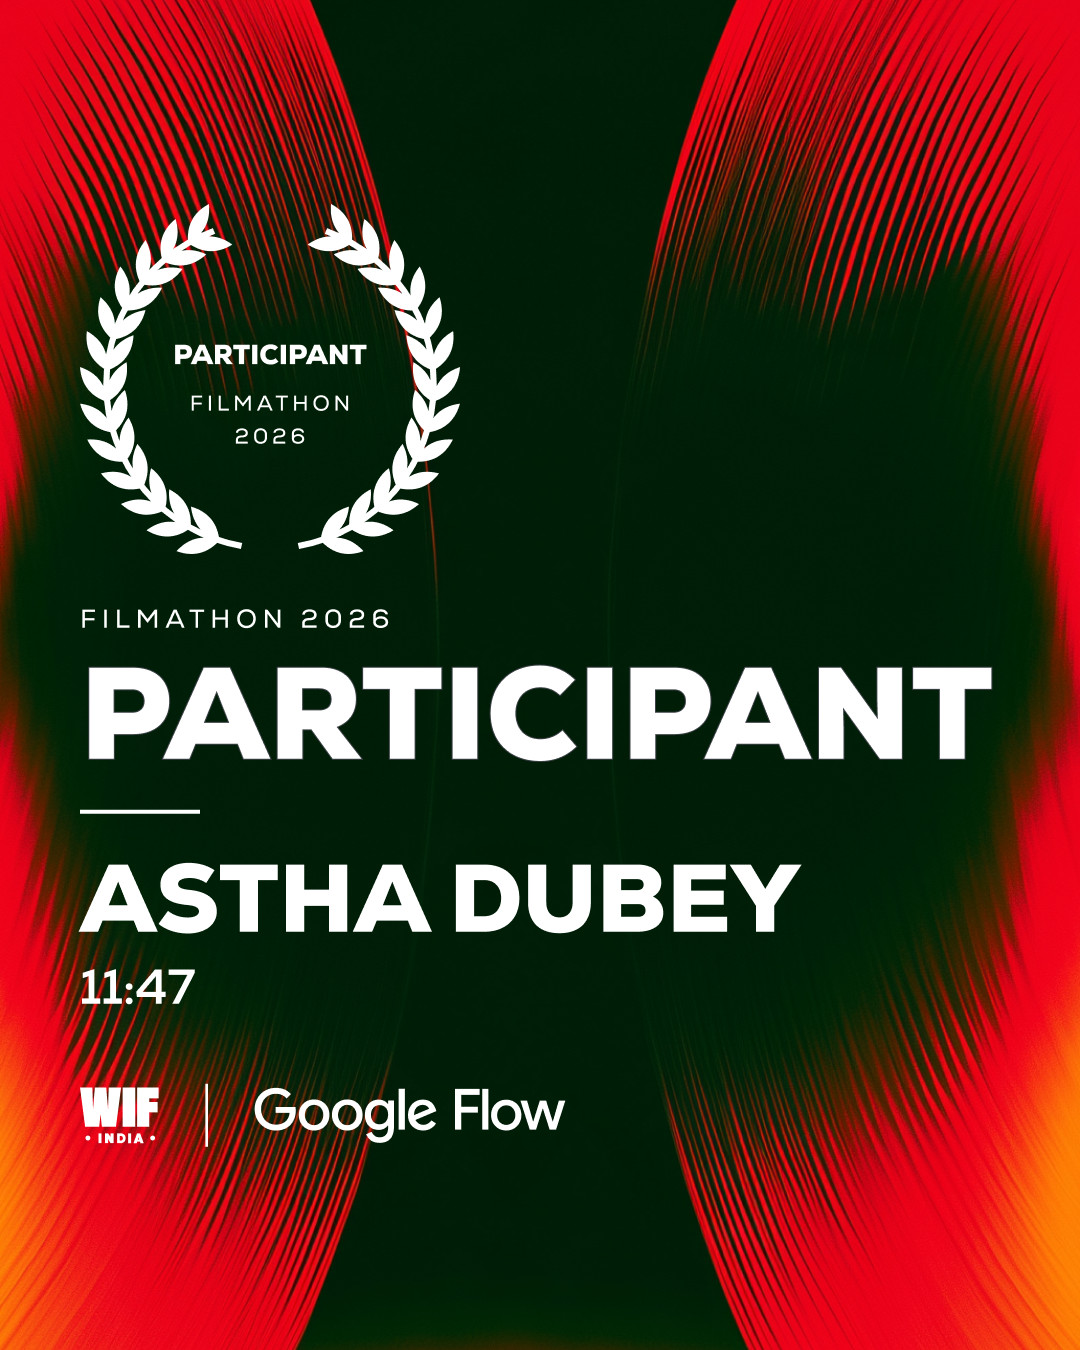 PARTICIPANT
FILMATHON
2026
FILMATHON 2026
PARTICIPANT
ASTHA DUBEY
11:47
WIF
• INDIA •
Google Flow